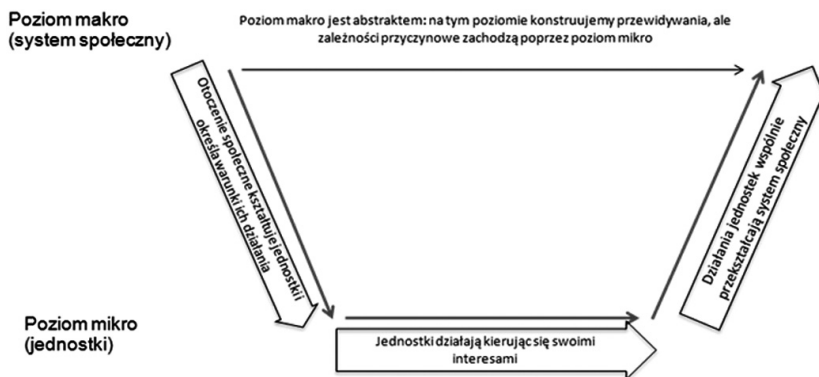 Poziom makro
(system społeczny)
Poziom makro jest abstraktem: na tym poziomie konstruujemy przewidywania, ale
zależności przyczynowe zachodzą poprzez poziom mikro
Otoczenie społeczne kształtuje jednostki i
określa warunki ich działania
Działania jednostek wspólnie
przekształcają system społeczny
Poziom mikro
(jednostki)
Jednostki działają kierując się swoimi
interesami